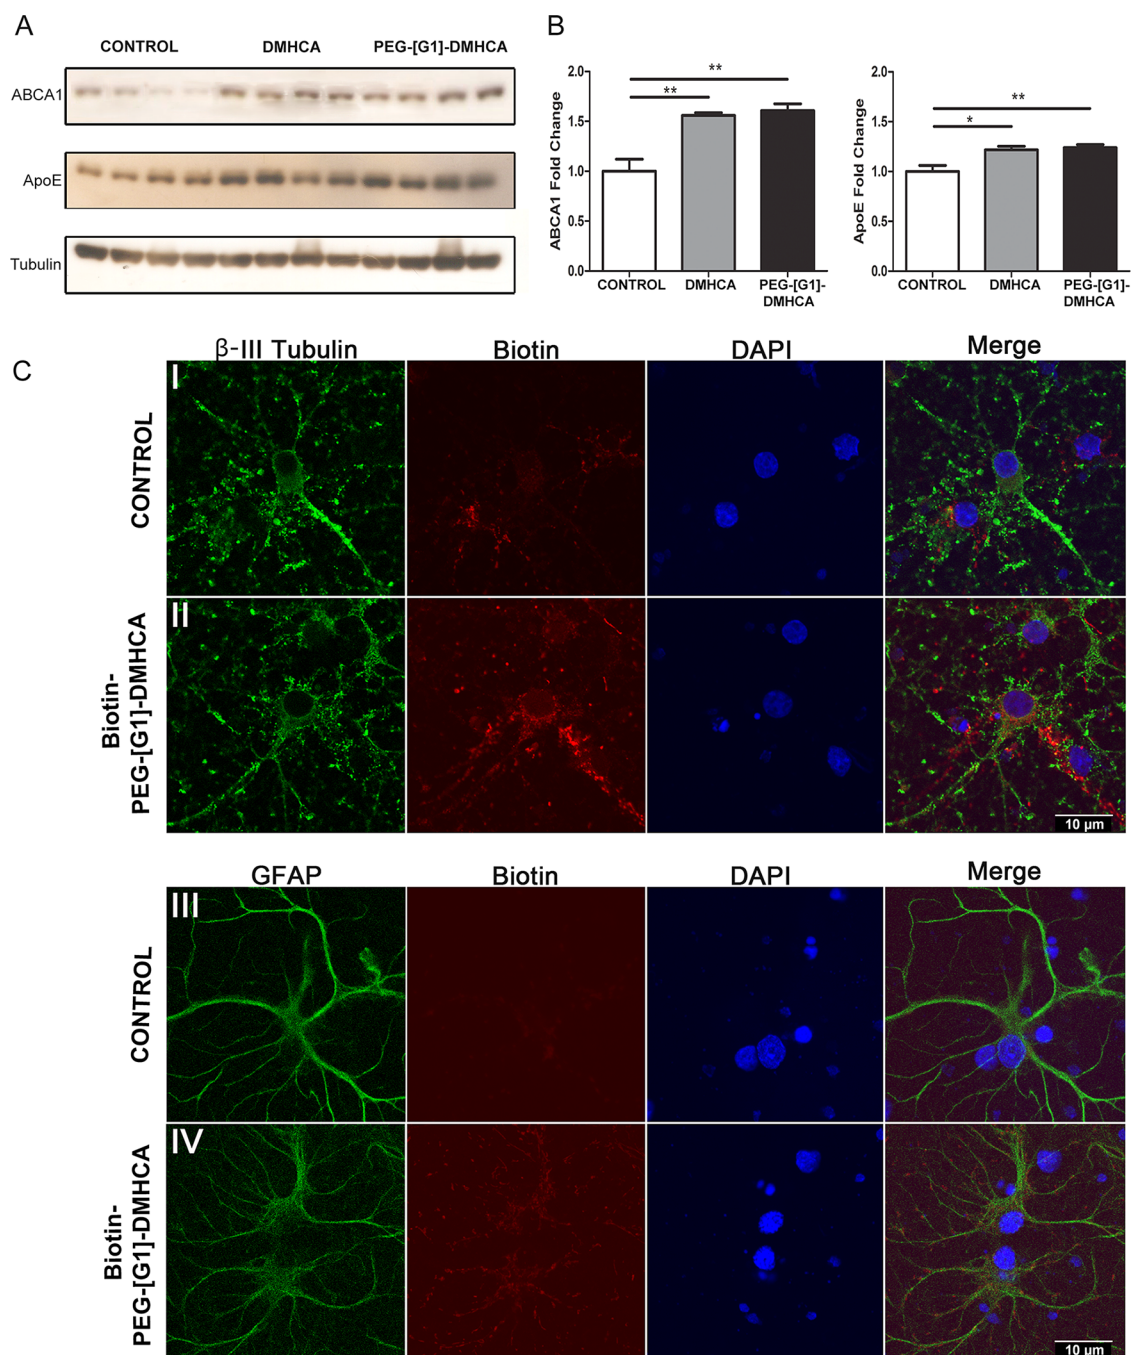 A
CONTROL DMHCA PEG-[G1]-DMHCA
ABCA1
ApoE
Tubulin
B
ABCA1 Fold Change
2.0
1.5
1.0
0.5
0.0
**
**
CONTROL DMHCA PEG-[G1]-
DMHCA
ApoE Fold Change
2.0
1.5
1.0
0.5
0.0
**
*
CONTROL DMHCA PEG-[G1]-
DMHCA
C
β-III Tubulin Biotin DAPI Merge
CONTROL
I
Biotin-
PEG-[G1]-DMHCA
II
10 µm
GFAP Biotin DAPI Merge
CONTROL
III
Biotin-
PEG-[G1]-DMHCA
IV
10 µm